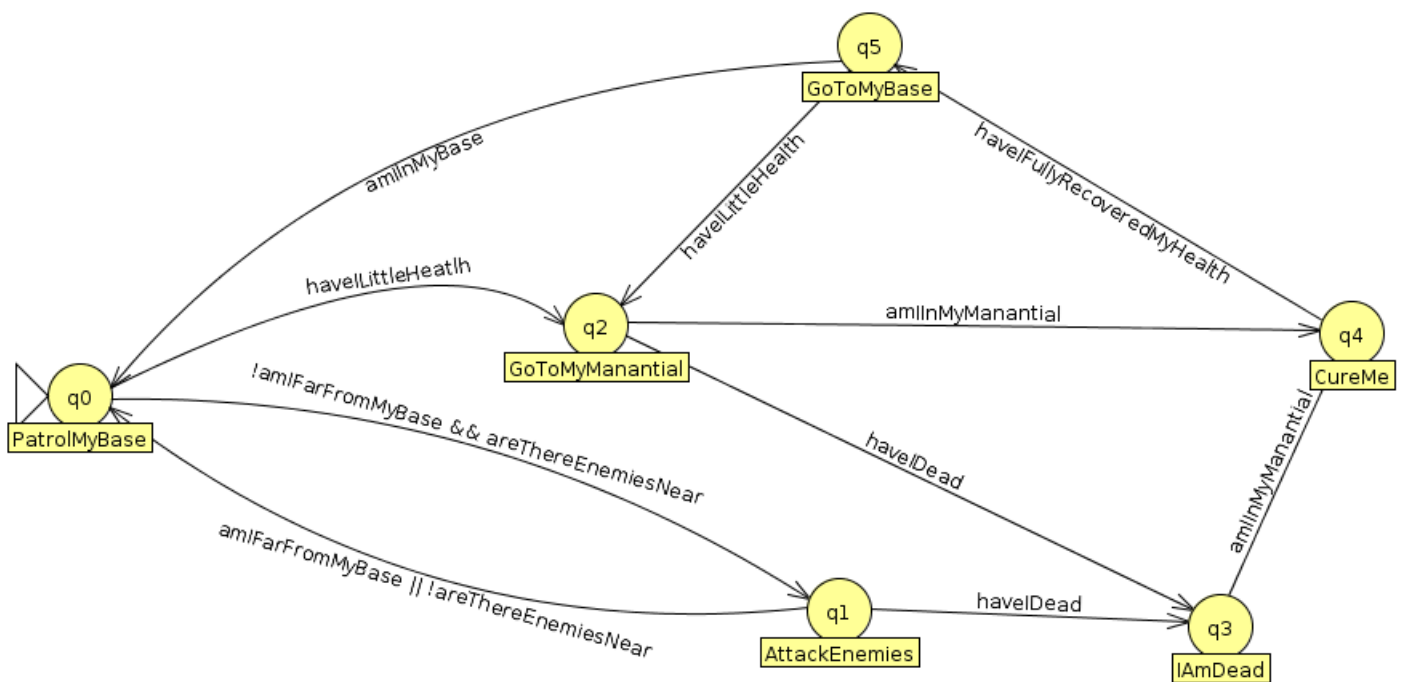 q5
GoToMyBase
amIInMyBase
haveILittleHealth
haveIFullyRecoveredMyHealth
haveILittleHeatlh
q2
GoToMyManantial
amIInMyManantial
q4
CureMe
q0
PatrolMyBase
!amIFarFromMyBase && areThereEnemiesNear
haveIDead
amIInMyManantial
amIFarFromMyBase || !areThereEnemiesNear
q1
AttackEnemies
haveIDead
q3
IAmDead